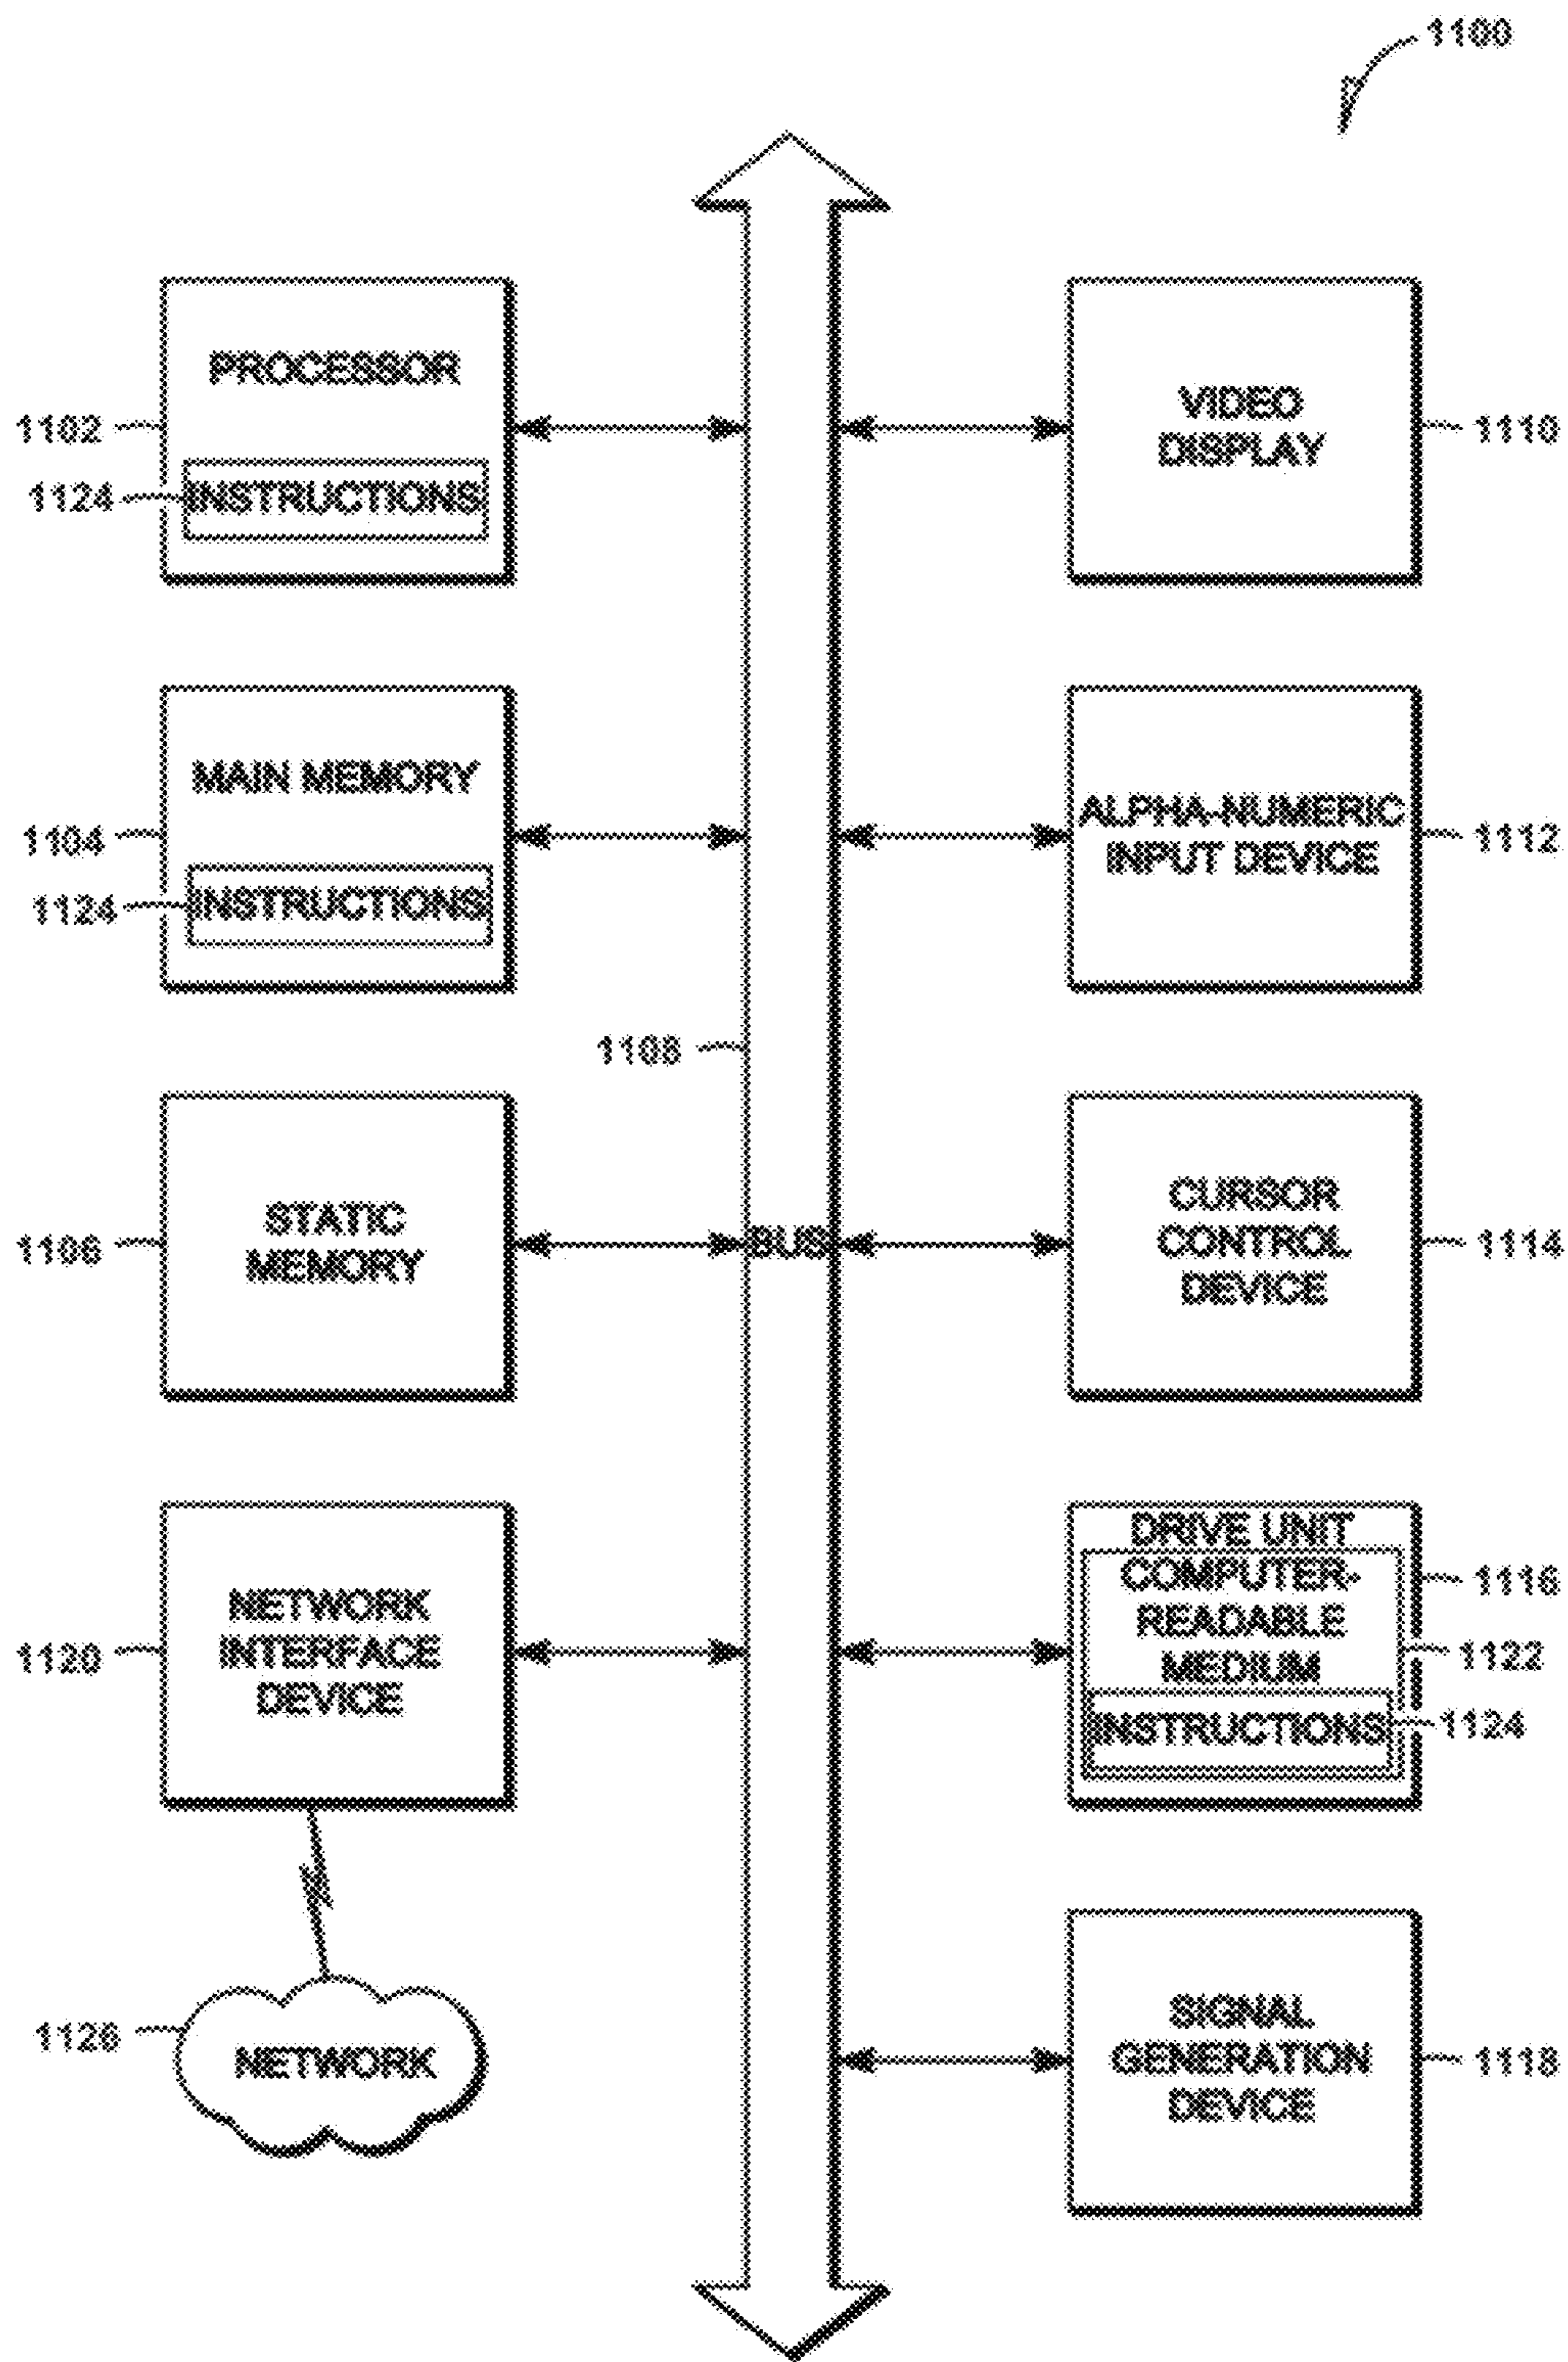 1100
PROCESSOR
1102
1124
INSTRUCTIONS
VIDEO
DISPLAY
1110
MAIN MEMORY
1104
1124
INSTRUCTIONS
ALPHA-NUMERIC
INPUT DEVICE
1112
1108
STATIC
MEMORY
1106
BUS
CURSOR
CONTROL
DEVICE
1114
NETWORK
INTERFACE
DEVICE
1120
DRIVE UNIT
COMPUTER-
READABLE
MEDIUM
INSTRUCTIONS
1116
1122
1124
1126
NETWORK
SIGNAL
GENERATION
DEVICE
1118